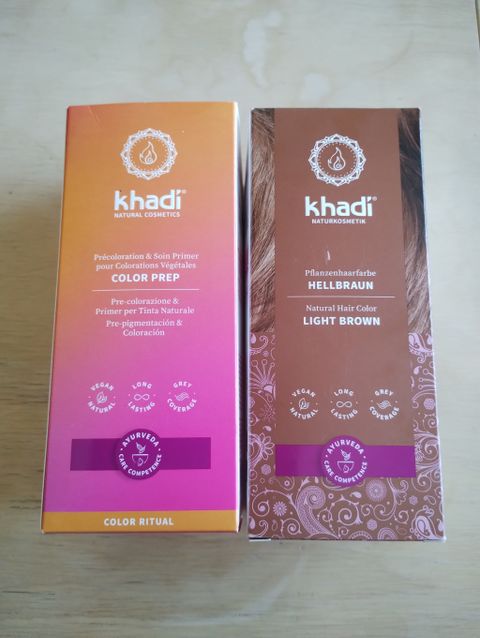 khadí®
NATURAL COSMETICS
Précoloration & Soin Primer
pour Colorations Végétales
COLOR PREP
Pre-colorazione &
Primer per Tinta Naturale
Pre-pigmentación &
Coloración
VEGAN
NATURAL
LONG
LASTING
GREY
COVERAGE
AYURVEDA
CARE COMPETENCE
COLOR RITUAL
khadí®
NATURKOSMETIK
Pflanzenhaarfarbe
HELLBRAUN
Natural Hair Color
LIGHT BROWN
VEGAN
NATURAL
LONG
LASTING
GREY
COVERAGE
AYURVEDA
CARE COMPETENCE